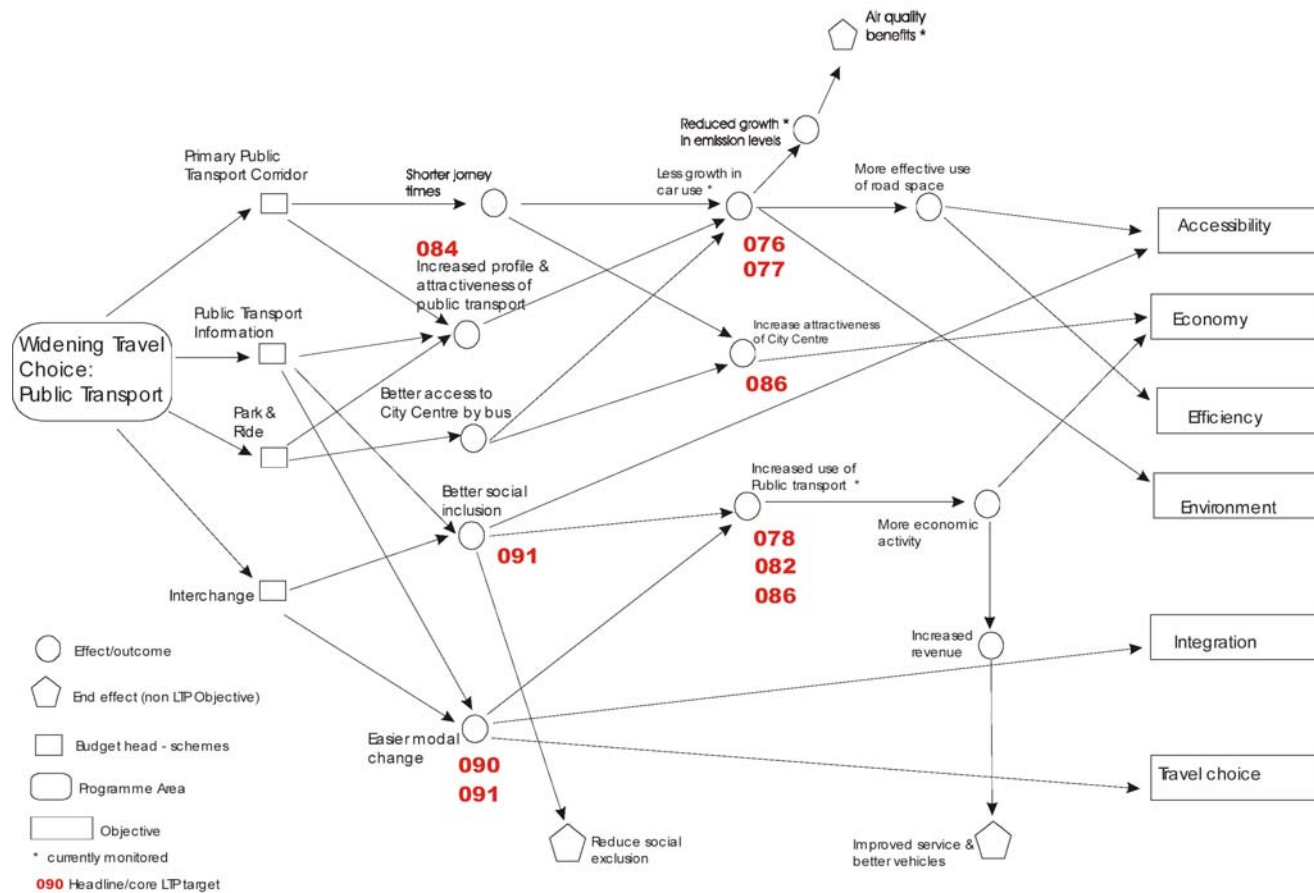 Air quality
benefits *
Reduced growth *
in emission levels
Primary Public
Transport Corridor
Shorter jorney
times
Less growth in
car use *
More effective use
of road space
Accessibility
084
Increased profile &
attractiveness of
public transport
076
077
Public Transport
Information
Increase attractiveness
of City Centre
Economy
Widening Travel
Choice:
Public Transport
086
Better access to
City Centre by bus
Park &
Ride
Efficiency
Better social
inclusion
Increased use of
Public transport *
More economic
activity
Environment
091
078
082
086
Interchange
Increased
revenue
Integration
Easier modal
change
090
091
Travel choice
Reduce social
exclusion
Improved service &
better vehicles
Effect/outcome
End effect (non LTP Objective)
Budget head - schemes
Programme Area
Objective
* currently monitored
090 Headline/core LTP target